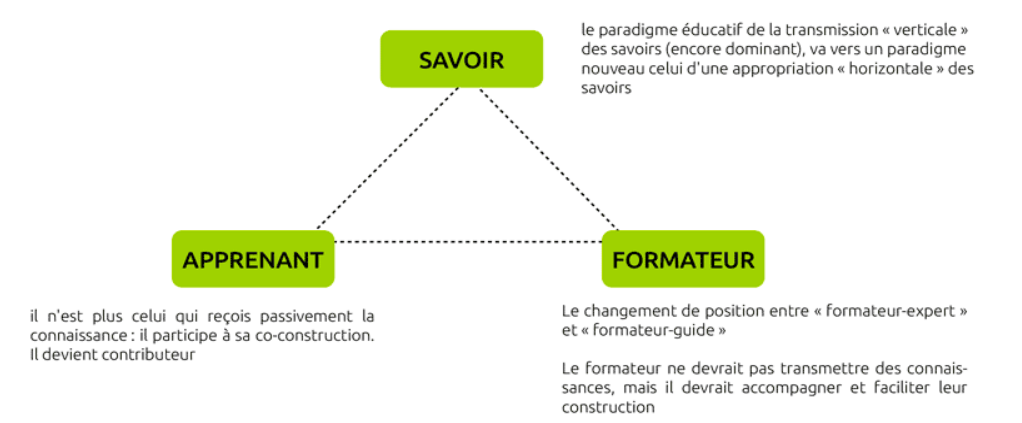 SAVOIR
le paradigme éducatif de la transmission « verticale »
des savoirs (encore dominant), va vers un paradigme
nouveau celui d'une appropriation « horizontale » des
savoirs
APPRENANT
FORMATEUR
il n'est plus celui qui reçois passivement la
connaissance : il participe à sa co-construction.
Il devient contributeur
Le changement de position entre « formateur-expert »
et « formateur-guide »
Le formateur ne devrait pas transmettre des connais-
sances, mais il devrait accompagner et faciliter leur
construction